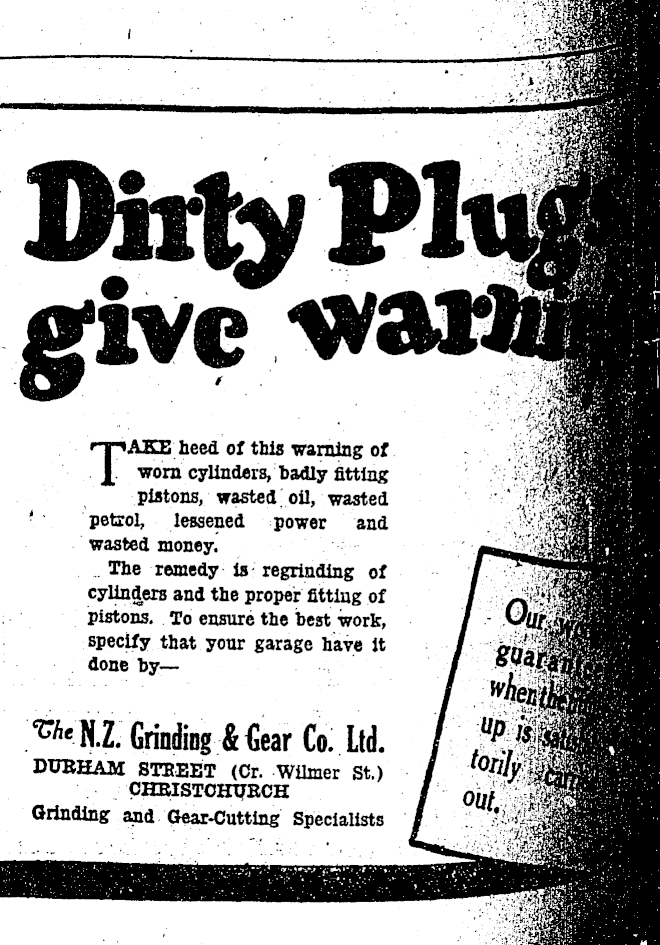 Dirty Plugs
give
TAKE heed of this warning of
worn cylinders, badly fitting
pistons, wasted oil, wasted
petrol, lessened power and
wasted money.
The remedy is regrinding of
cylinders and the proper fitting of
pistons. To ensure the best work,
specify that your garage have it
done by—
The N.Z. Grinding & Gear Co. Ltd.
DURHAM STREET (Cr. Wilmer St.)
CHRISTCHURCH
Grinding and Gear-Cutting Specialists
Our
when the
up is
torily
out.